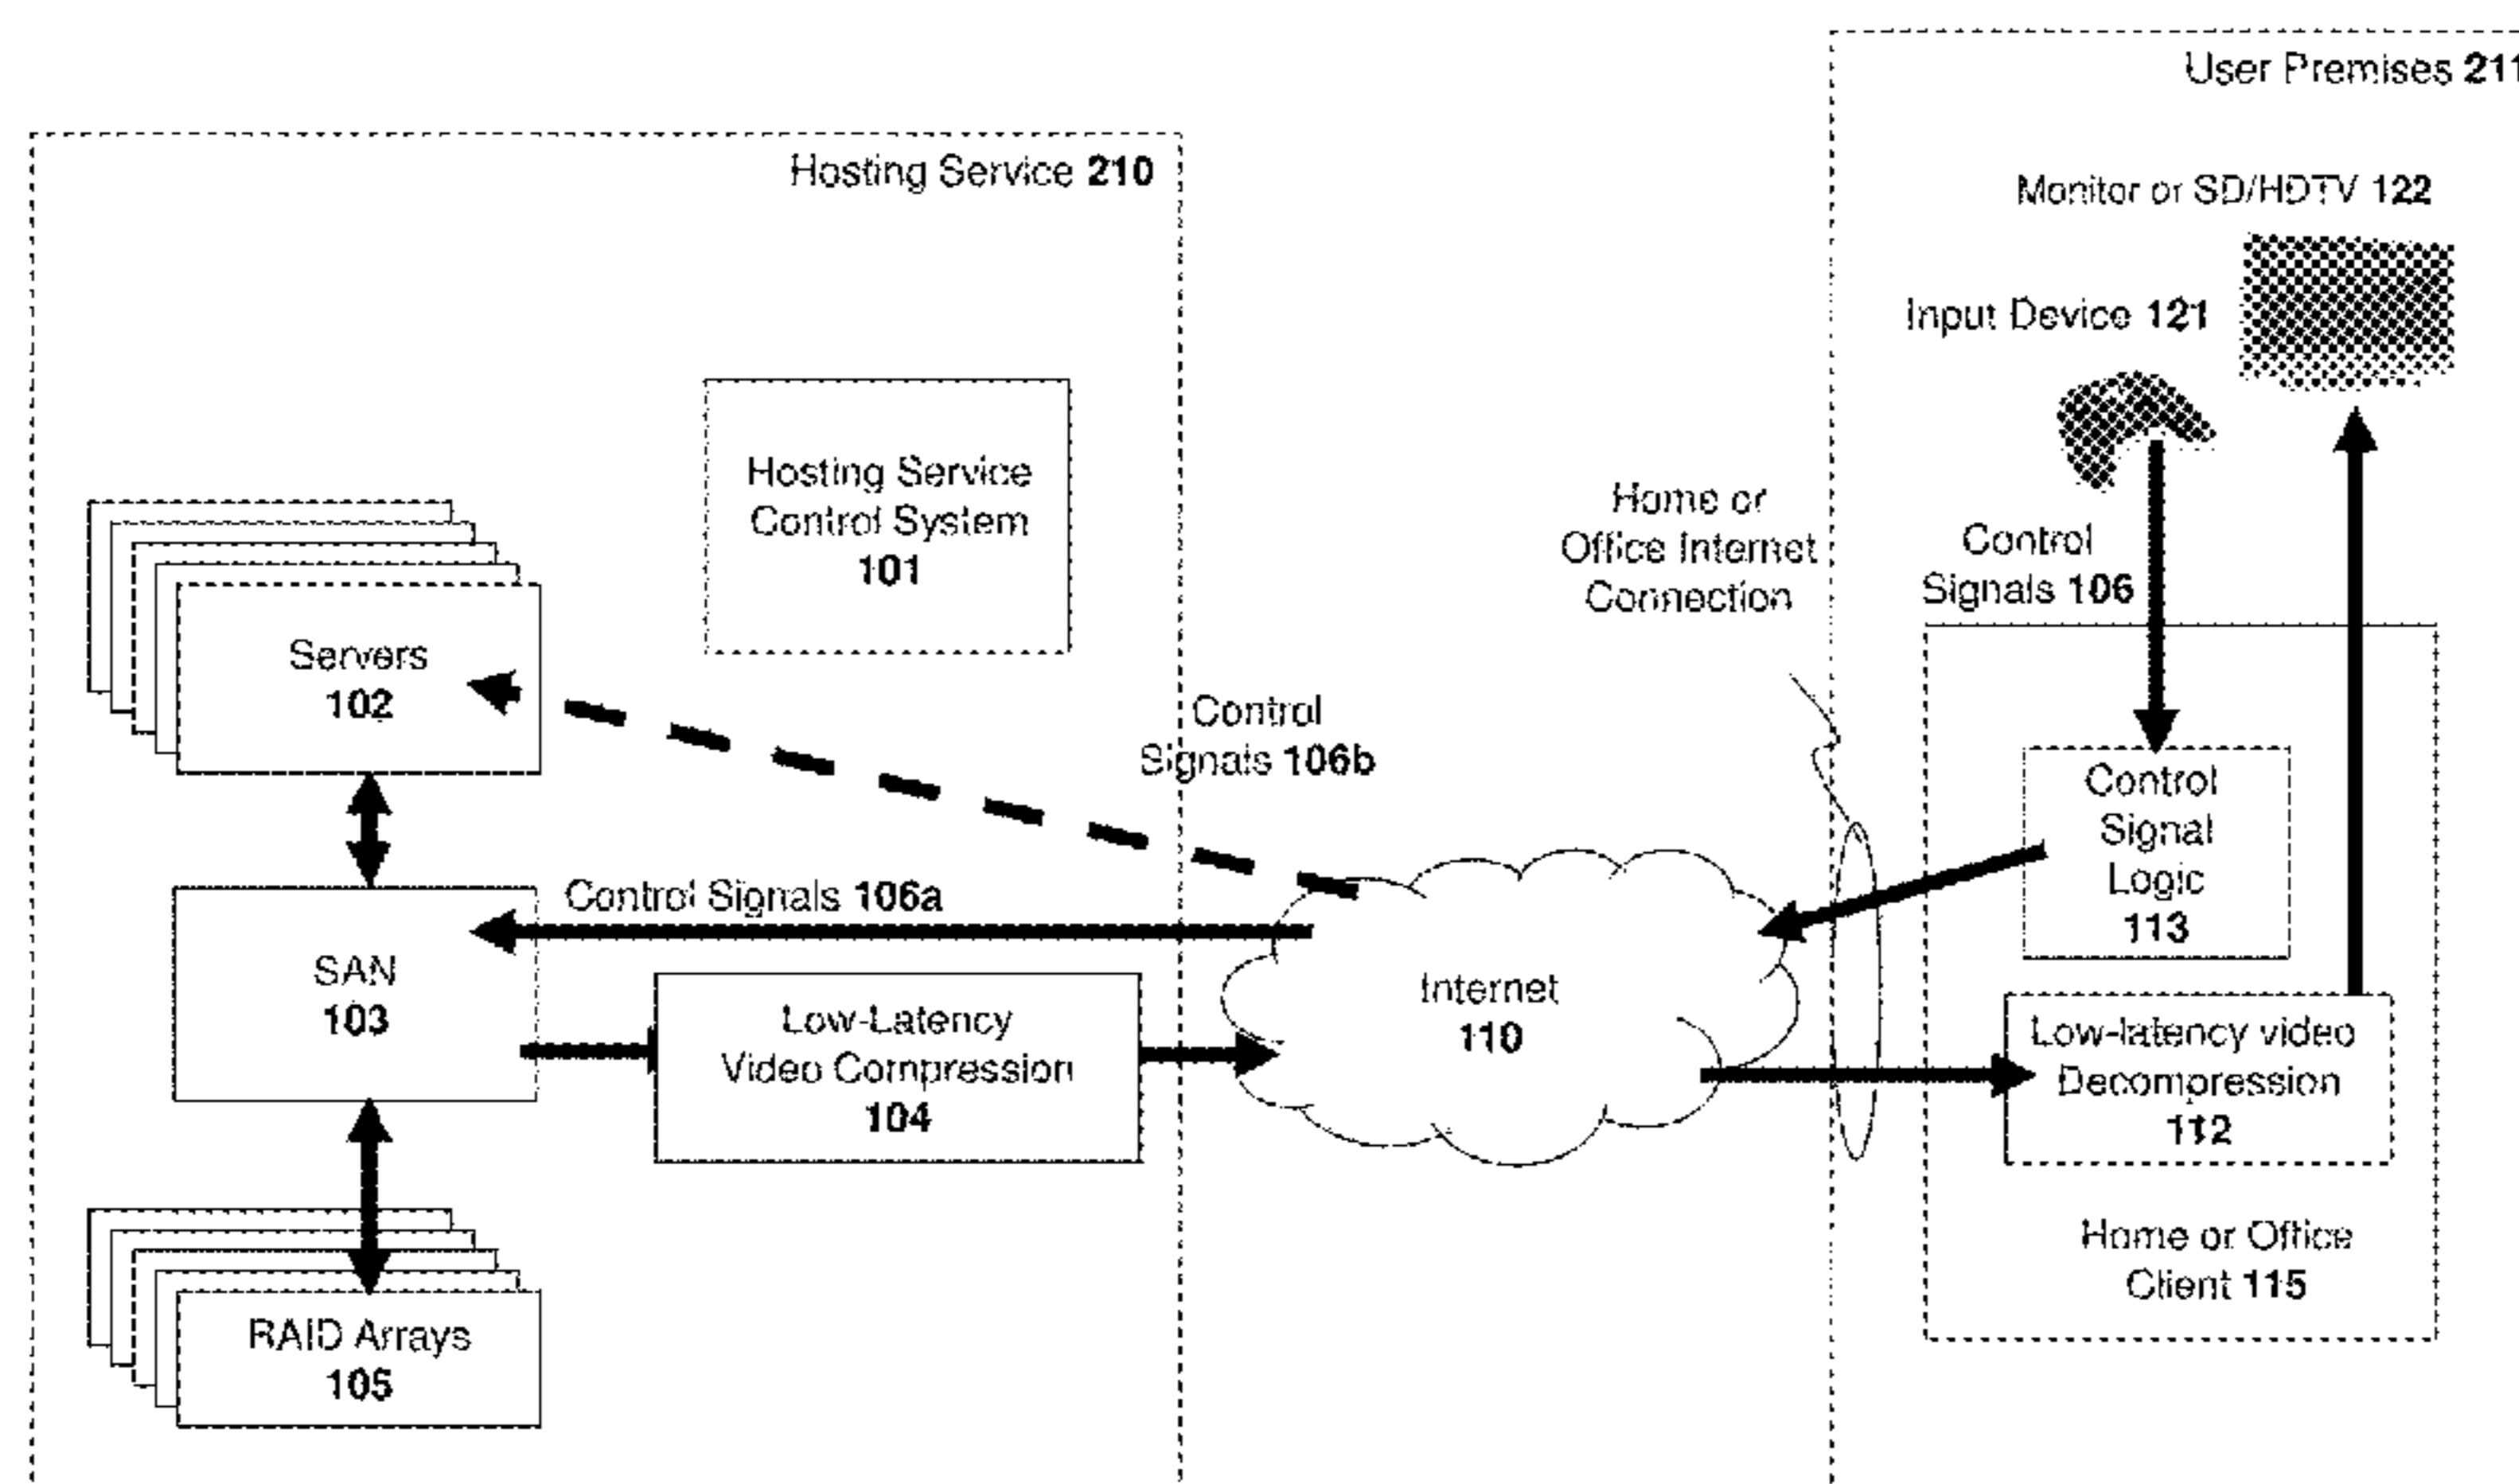 User Premises 211
Hosting Service 210
Monitor or SD/HDTV 122
Input Device 121
Hosting Service
Control System
101
Home or
Office Internet
Connection
Control
Signals 106
Servers
102
Control
Signals 106b
Control
Signal
Logic
113
Control Signals 106a
SAN
103
Low-Latency
Video Compression
104
Internet
110
Low-latency video
Decompression
112
Home or Office
Client 115
RAID Arrays
105